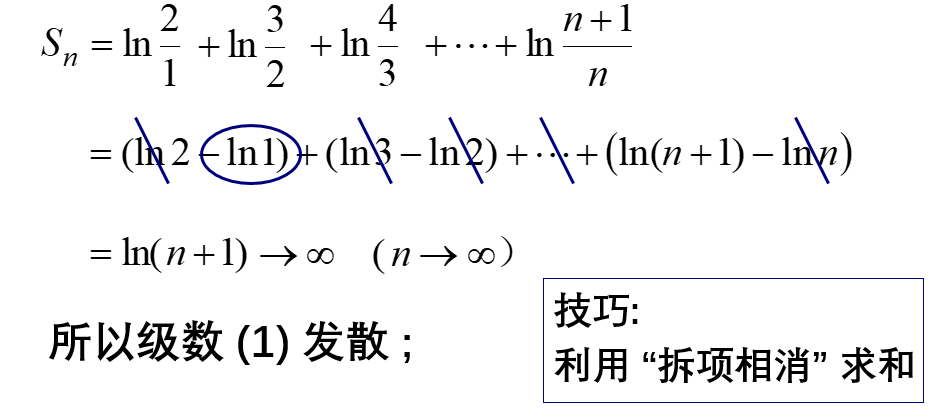 Sₙ = ln 2/1 + ln 3/2 + ln 4/3 + ⋯ + ln (n+1)/n
= (ln 2 − ln 1) + (ln 3 − ln 2) + ⋯ + (ln(n + 1) − ln n)
= ln(n + 1) → ∞ (n → ∞）
所以级数 (1) 发散 ;
技巧:
利用 “拆项相消” 求和